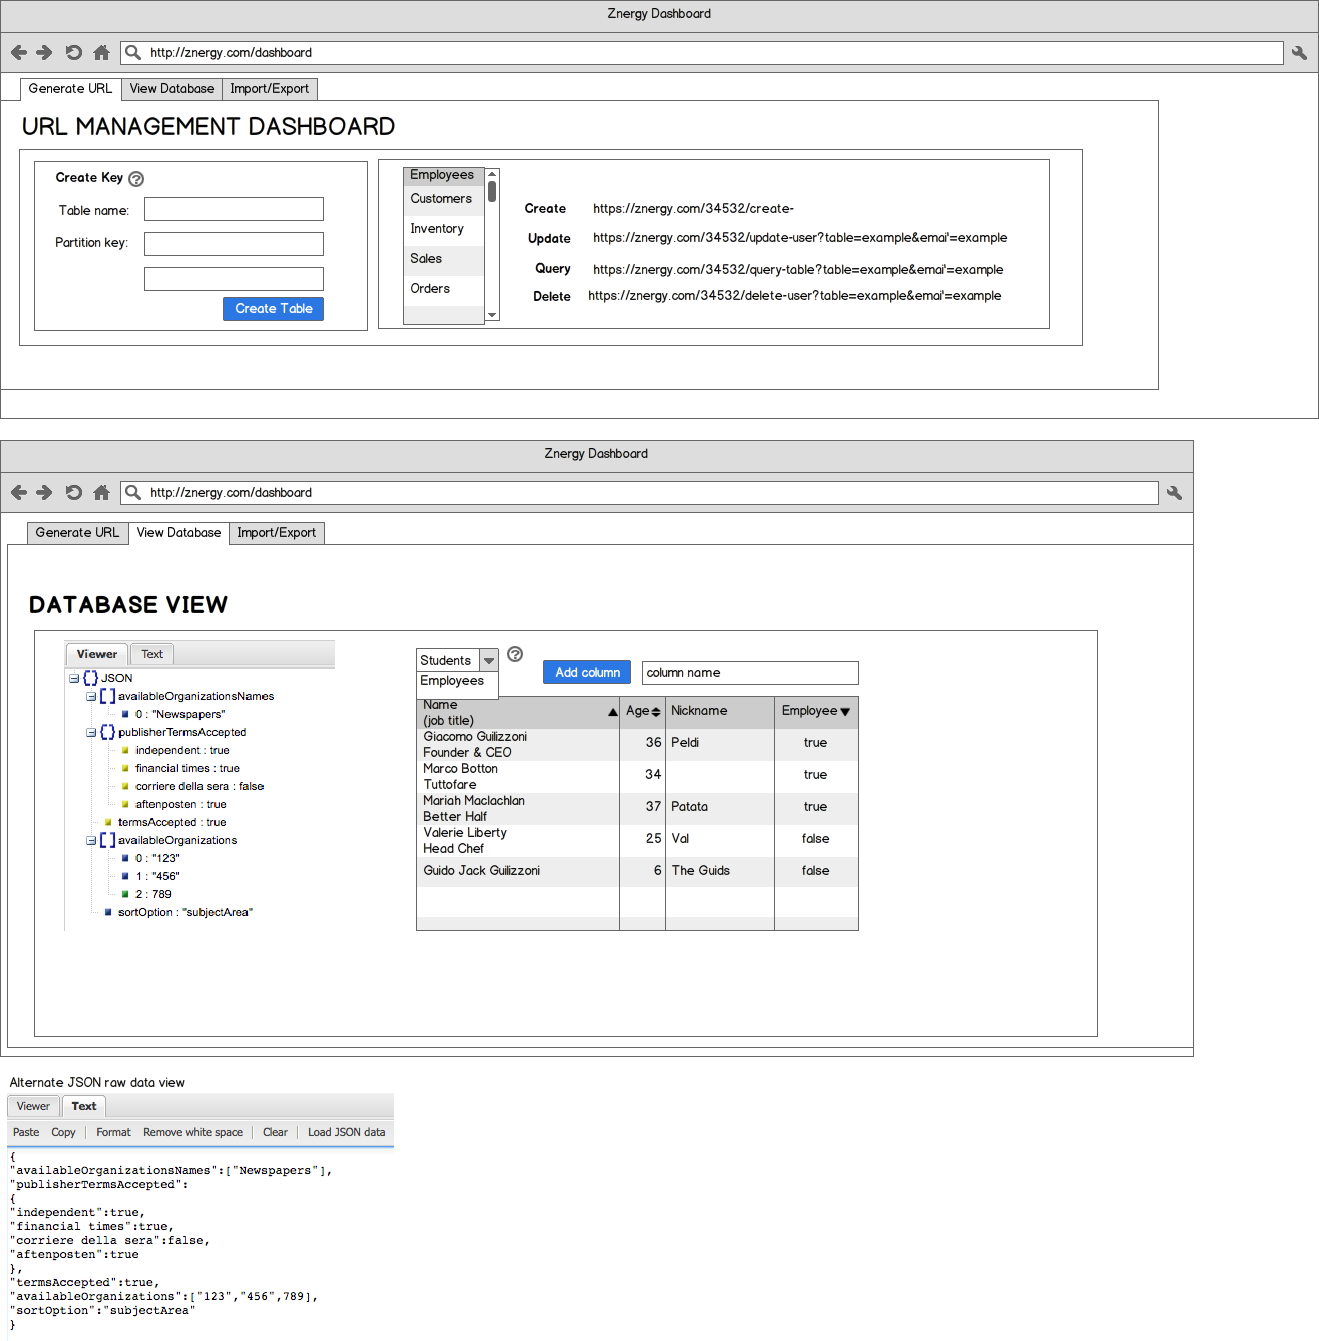 Znergy Dashboard
http://znergy.com/dashboard
Generate URL View Database Import/Export
URL MANAGEMENT DASHBOARD
Create Key ?
Table name:
Partition key:
Create Table
Employees
Customers
Inventory
Sales
Orders
Create https://znergy.com/34532/create-
Update https://znergy.com/34532/update-user?table=example&emai'=example
Query https://znergy.com/34532/query-table?table=example&emai'=example
Delete https://znergy.com/34532/delete-user?table=example&emai'=example
Znergy Dashboard
http://znergy.com/dashboard
Generate URL View Database Import/Export
DATABASE VIEW
Viewer Text
JSON
availableOrganizationsNames
0 : "Newspapers"
publisherTermsAccepted
independent : true
financial times : true
corriere della sera : false
aftenposten : true
termsAccepted : true
availableOrganizations
0 : "123"
1 : "456"
2 : 789
sortOption : "subjectArea"
Students ?
Employees
Add column column name
Name
(job title) Age Nickname Employee
Giacomo Guilizzoni
Founder & CEO 36 Peldi true
Marco Botton
Tuttofare 34 true
Mariah Maclachlan
Better Half 37 Patata true
Valerie Liberty
Head Chef 25 Val false
Guido Jack Guilizzoni 6 The Guids false
Alternate JSON raw data view
Viewer Text
Paste Copy Format Remove white space Clear Load JSON data
{
"availableOrganizationsNames":["Newspapers"],
"publisherTermsAccepted":
{
"independent":true,
"financial times":true,
"corriere della sera":false,
"aftenposten":true
},
"termsAccepted":true,
"availableOrganizations":["123","456",789],
"sortOption":"subjectArea"
}